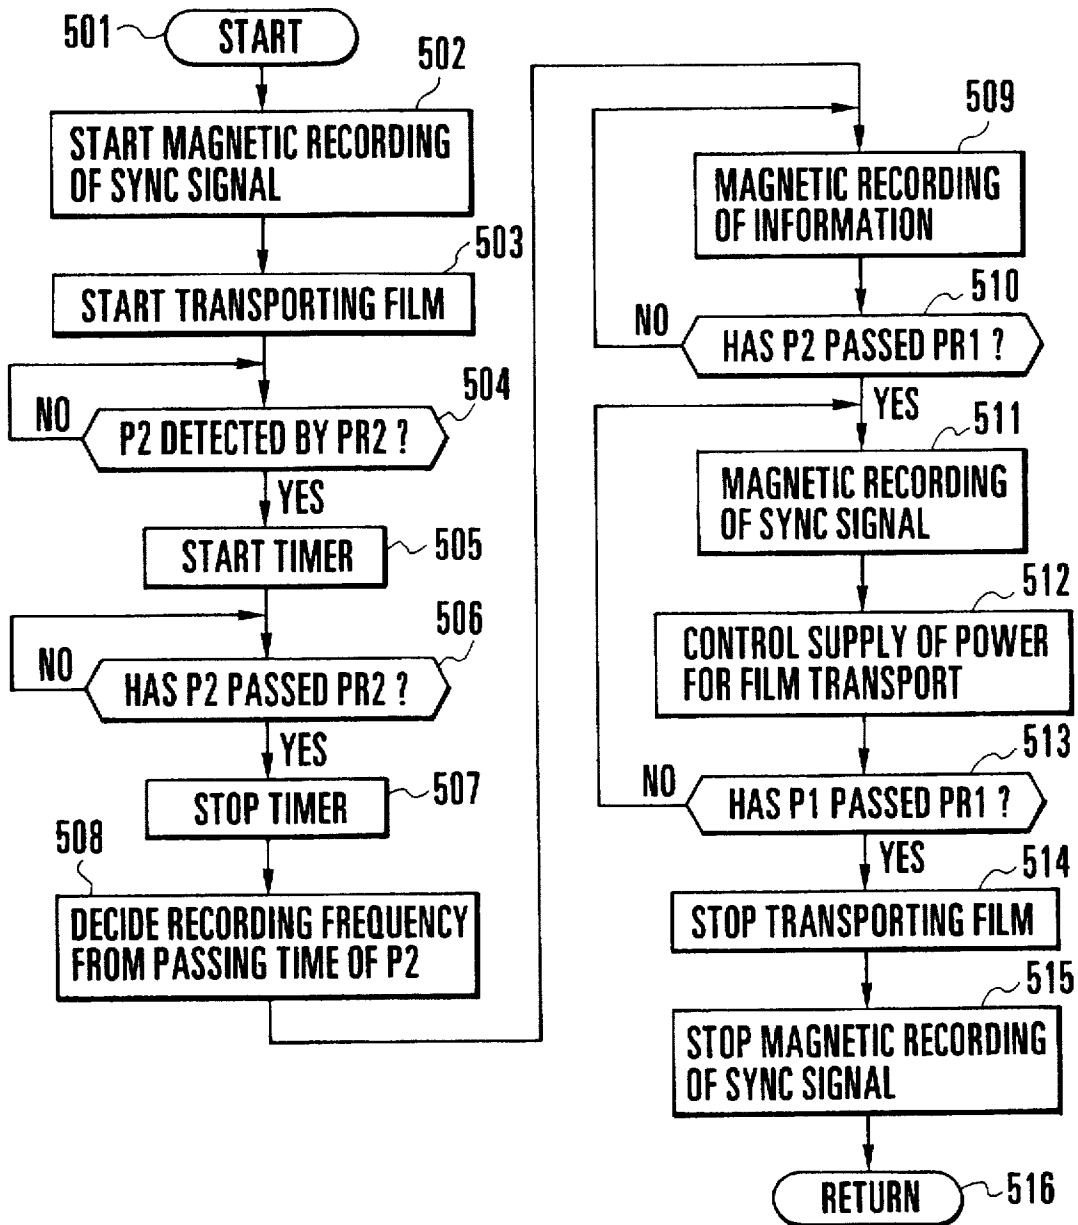 501
START
502
START MAGNETIC RECORDING
OF SYNC SIGNAL
503
START TRANSPORTING FILM
504
NO
P2 DETECTED BY PR2 ?
YES
START TIMER
505
506
NO
HAS P2 PASSED PR2 ?
YES
STOP TIMER
507
508
DECIDE RECORDING FREQUENCY
FROM PASSING TIME OF P2
509
MAGNETIC RECORDING
OF INFORMATION
510
NO
HAS P2 PASSED PR1 ?
YES
511
MAGNETIC RECORDING
OF SYNC SIGNAL
512
CONTROL SUPPLY OF POWER
FOR FILM TRANSPORT
513
NO
HAS P1 PASSED PR1 ?
YES
514
STOP TRANSPORTING FILM
515
STOP MAGNETIC RECORDING
OF SYNC SIGNAL
RETURN
516